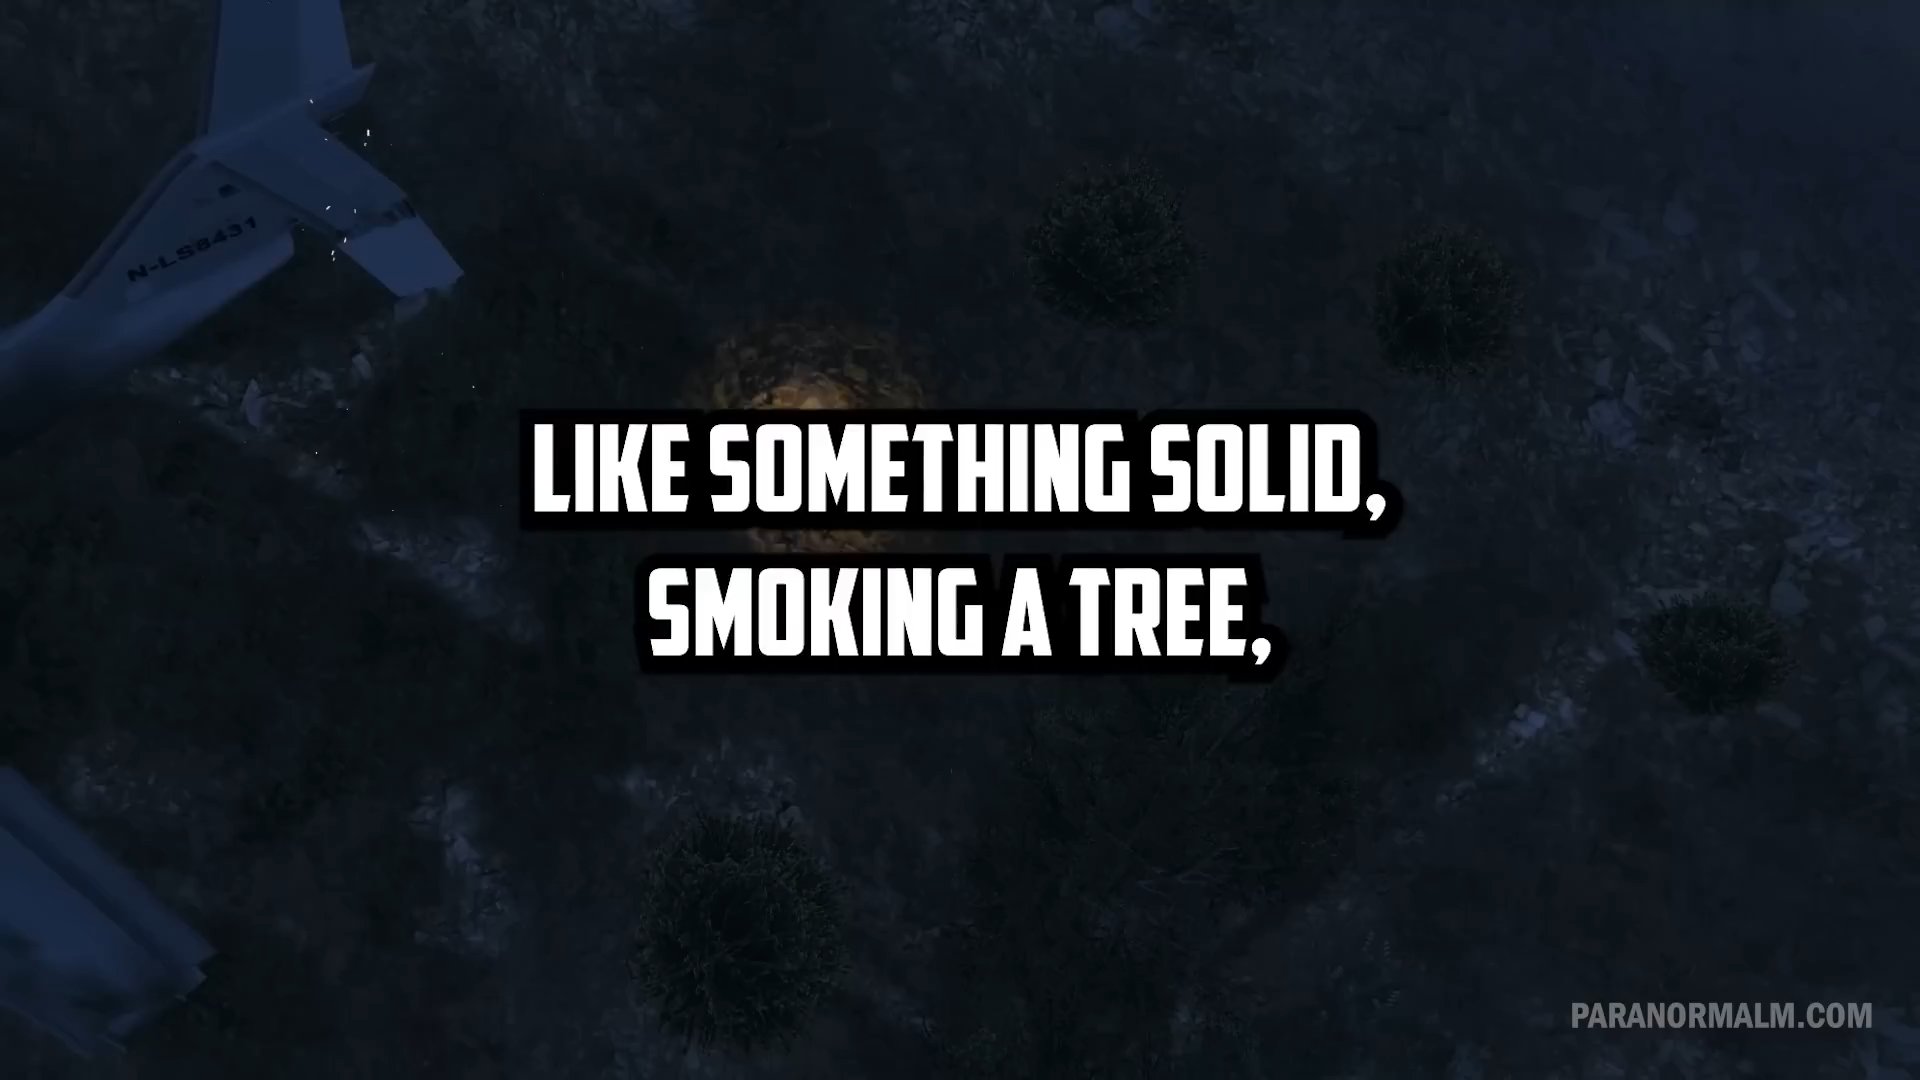 N-LS8431
LIKE SOMETHING SOLID,
SMOKING A TREE,
PARANORMALM.COM